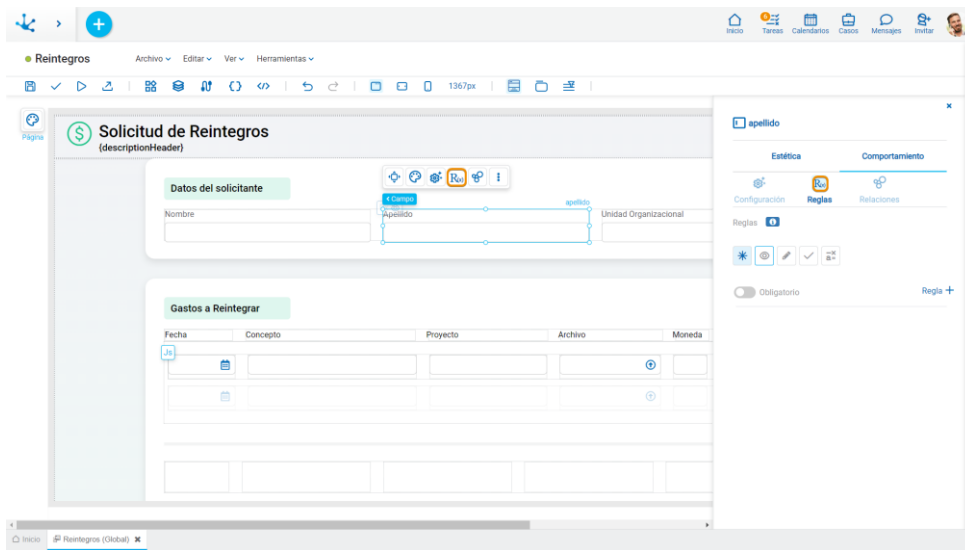 6
Inicio Tareas Calendarios Casos Mensajes Invitar
Reintegros Archivo Editar Ver Herramientas
1367px
Página
Solicitud de Reintegros
{descriptionHeader}
Datos del solicitante
R(x)
Campo
apellido
Nombre Apellido Unidad Organizacional
Gastos a Reintegrar
Fecha Concepto Proyecto Archivo Moneda
Js
apellido
Estética Comportamiento
R(x)
Configuración Reglas Relaciones
Reglas
Obligatorio Regla +
Inicio Reintegros (Global)